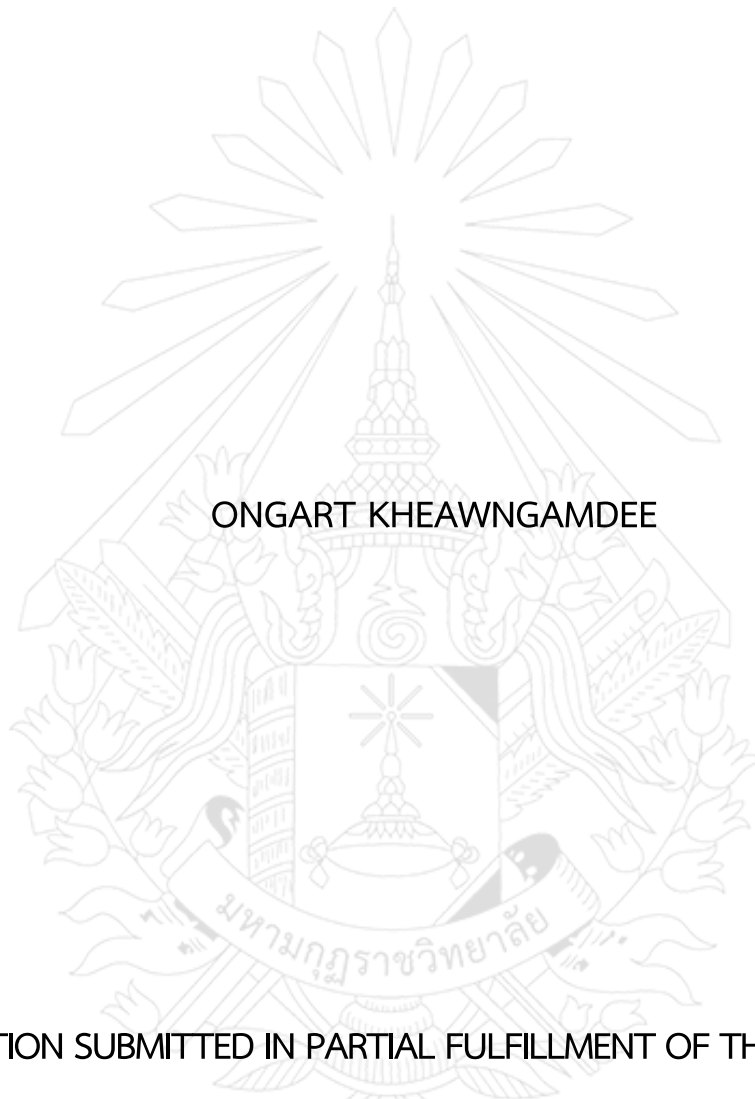 ONGART KHEAWNGAMDEE
มหามกุฏราชวิทยาลัย
TION SUBMITTED IN PARTIAL FULFILLMENT OF TH